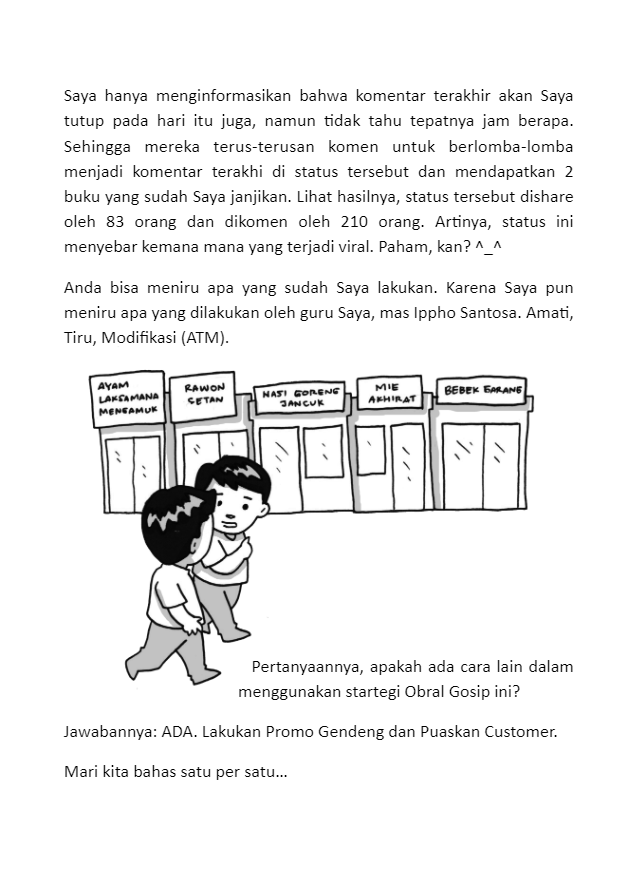 Saya hanya menginformasikan bahwa komentar terakhir akan Saya
tutup pada hari itu juga, namun tidak tahu tepatnya jam berapa.
Sehingga mereka terus-terusan komen untuk berlomba-lomba
menjadi komentar terakhi di status tersebut dan mendapatkan 2
buku yang sudah Saya janjikan. Lihat hasilnya, status tersebut dishare
oleh 83 orang dan dikomen oleh 210 orang. Artinya, status ini
menyebar kemana mana yang terjadi viral. Paham, kan? ^_^
Anda bisa meniru apa yang sudah Saya lakukan. Karena Saya pun
meniru apa yang dilakukan oleh guru Saya, mas Ippho Santosa. Amati,
Tiru, Modifikasi (ATM).
AYAM
LAKSAMANA
MENGAMUK
RAWON
SETAN
NASI GORENG
JANCUK
MIE
AKHIRAT
BEBEK GARANG
Pertanyaannya, apakah ada cara lain dalam
menggunakan startegi Obral Gosip ini?
Jawabannya: ADA. Lakukan Promo Gendeng dan Puaskan Customer.
Mari kita bahas satu per satu...